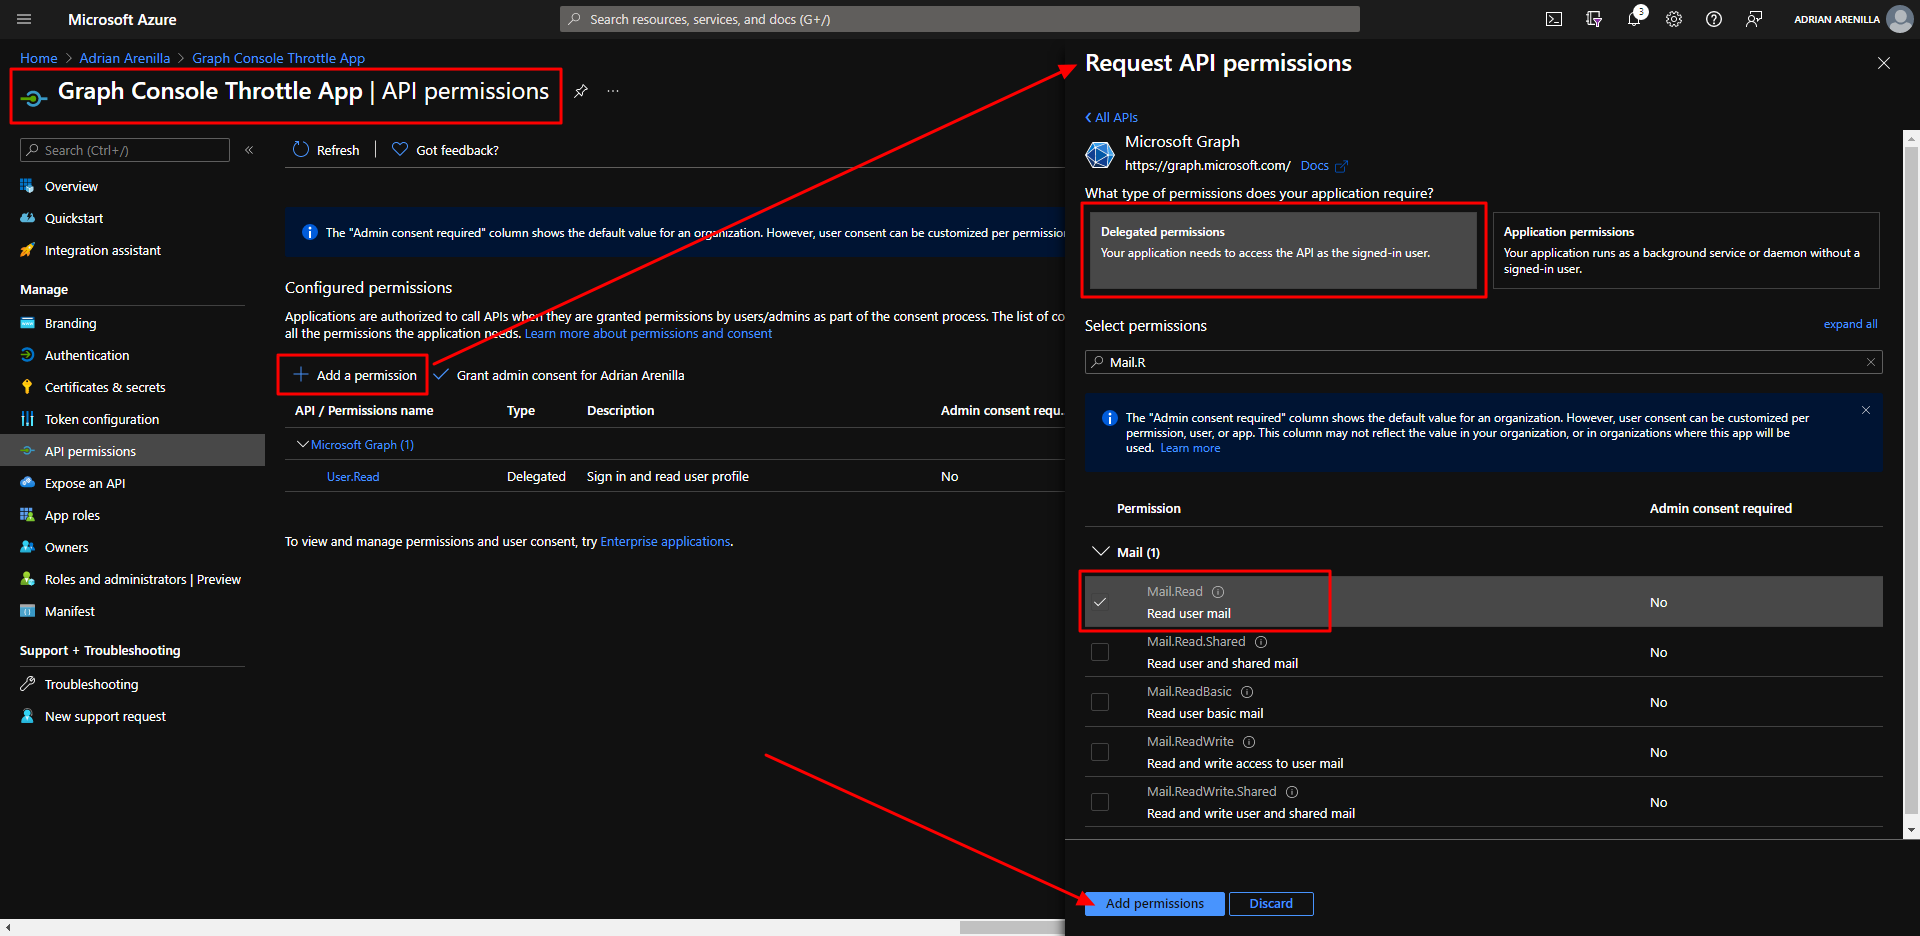 Microsoft Azure
Search resources, services, and docs (G+/)
3
ADRIAN ARENILLA
Home > Adrian Arenilla > Graph Console Throttle App
Graph Console Throttle App | API permissions
...
Search (Ctrl+/)
«
Overview
Quickstart
Integration assistant
Manage
Branding
Authentication
Certificates & secrets
Token configuration
API permissions
Expose an API
App roles
Owners
Roles and administrators | Preview
Manifest
Support + Troubleshooting
Troubleshooting
New support request
Refresh
Got feedback?
The "Admin consent required" column shows the default value for an organization. However, user consent can be customized per permissio
Configured permissions
Applications are authorized to call APIs when they are granted permissions by users/admins as part of the consent process. The list of co
all the permissions the application needs. Learn more about permissions and consent
Add a permission
Grant admin consent for Adrian Arenilla
API / Permissions name Type Description Admin consent requ...
Microsoft Graph (1)
User.Read Delegated Sign in and read user profile No
To view and manage permissions and user consent, try Enterprise applications.
Request API permissions
All APIs
Microsoft Graph
https://graph.microsoft.com/ Docs
What type of permissions does your application require?
Delegated permissions
Your application needs to access the API as the signed-in user.
Application permissions
Your application runs as a background service or daemon without a
signed-in user.
Select permissions
expand all
Mail.R
The "Admin consent required" column shows the default value for an organization. However, user consent can be customized per
permission, user, or app. This column may not reflect the value in your organization, or in organizations where this app will be
used. Learn more
Permission Admin consent required
Mail (1)
Mail.Read
Read user mail
No
Mail.Read.Shared
Read user and shared mail
No
Mail.ReadBasic
Read user basic mail
No
Mail.ReadWrite
Read and write access to user mail
No
Mail.ReadWrite.Shared
Read and write user and shared mail
No
Add permissions
Discard